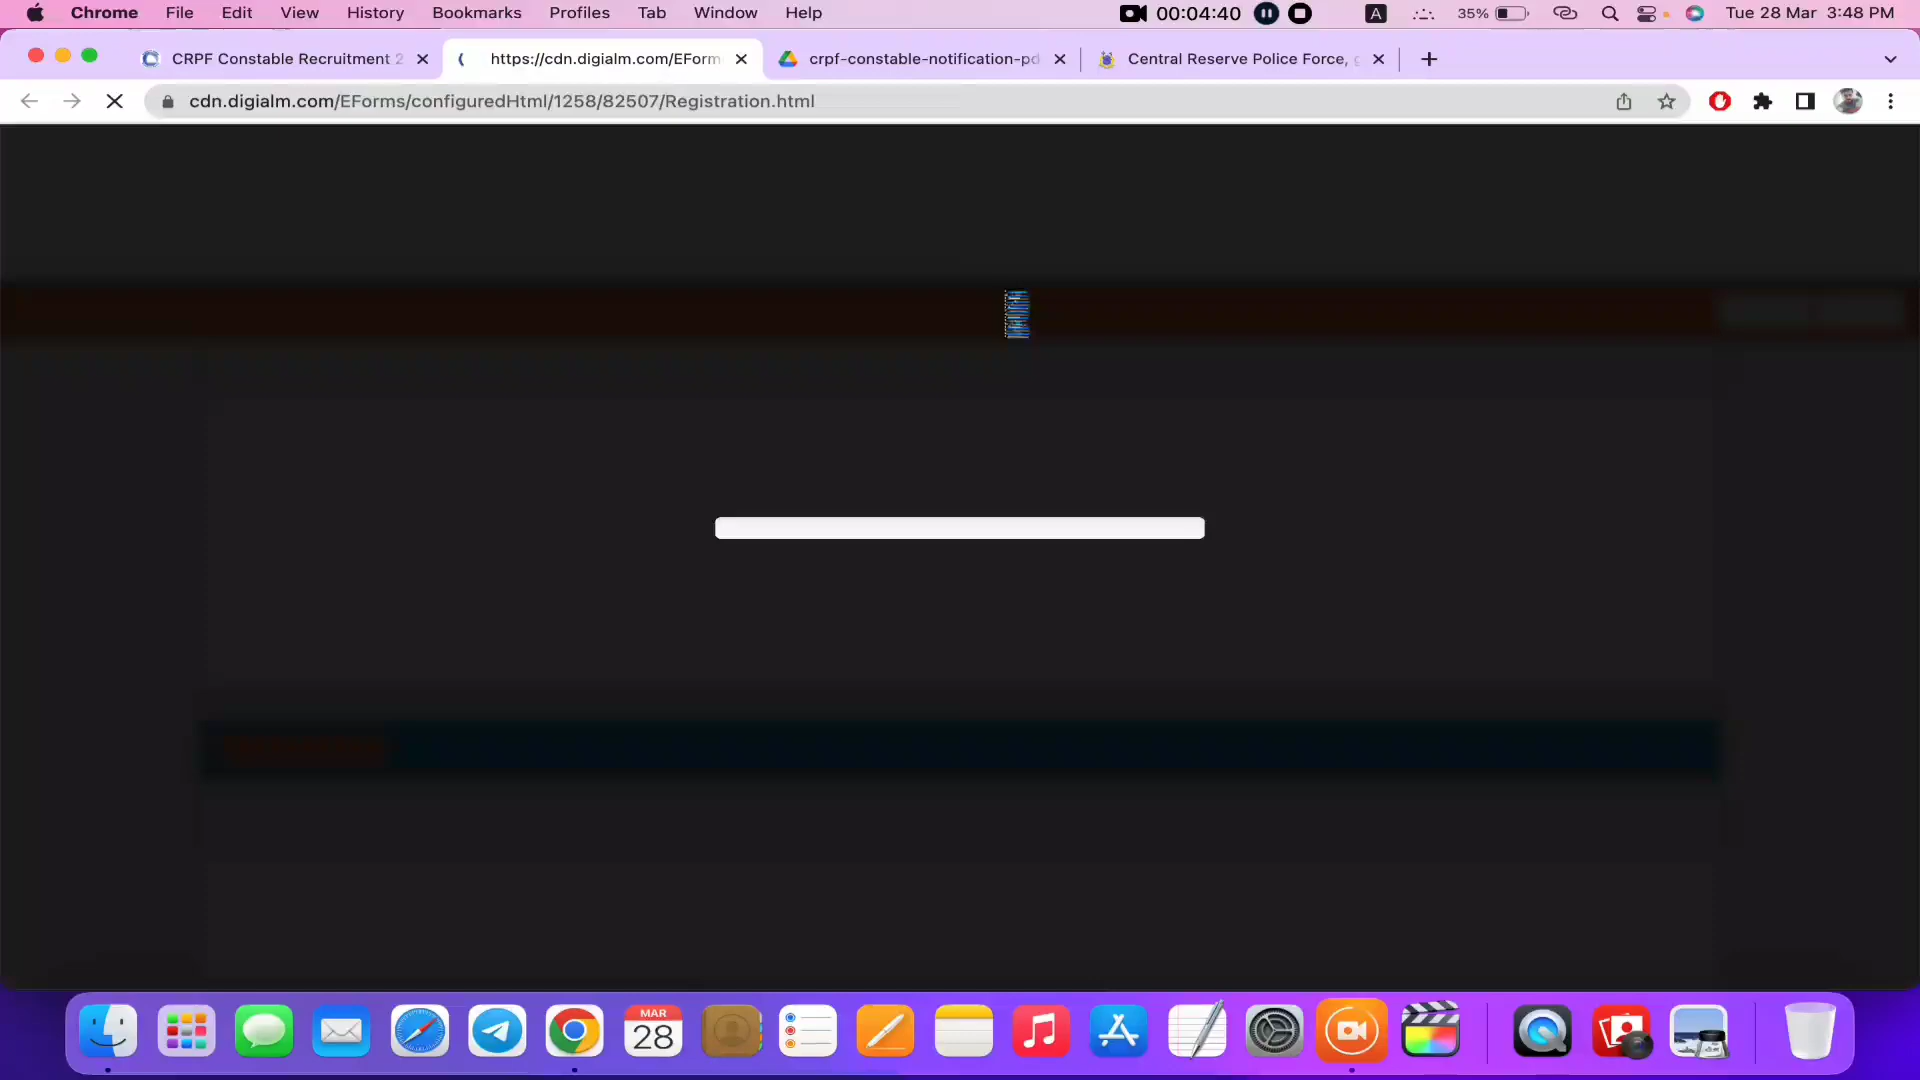 Chrome File Edit View History Bookmarks Profiles Tab Window Help 00:04:40 A 35% Tue 28 Mar 3:48 PM
CRPF Constable Recruitment 2 https://cdn.digialm.com/EForm crpf-constable-notification-pd Central Reserve Police Force,
cdn.digialm.com/EForms/configuredHtml/1258/82507/Registration.html
MAR
28